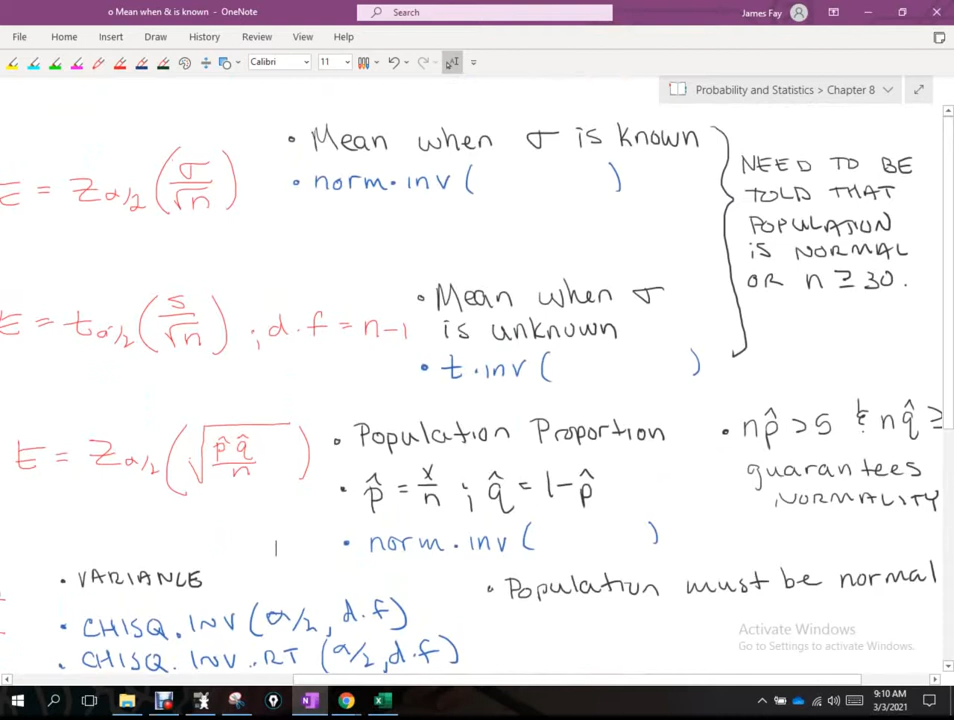 o Mean when & is known - OneNote
Search
James Fay
File Home Insert Draw History Review View Help
Calibri 11
Probability and Statistics > Chapter 8
• Mean when σ is known
E = Zα/2 (σ/√n)
• norm.inv( )
NEED TO BE
TOLD THAT
POPULATION
IS NORMAL
OR n ≥ 30.
• Mean when σ
is unknown
E = tα/2 (s/√n) ; d.f = n-1
• t.inv ( )
E = Zα/2 (√p̂q̂/n)
• Population Proportion
• p̂ = x/n ; q̂ = 1-p̂
• norm.inv ( )
• np̂ >5 & nq̂ ≥
guarantees
NORMALITY
• VARIANCE
• CHISQ.INV (α/2, d.f)
• CHISQ.INV.RT (α/2, d.f)
• Population must be normal
Activate Windows
Go to Settings to activate Windows.
9:10 AM
3/3/2021